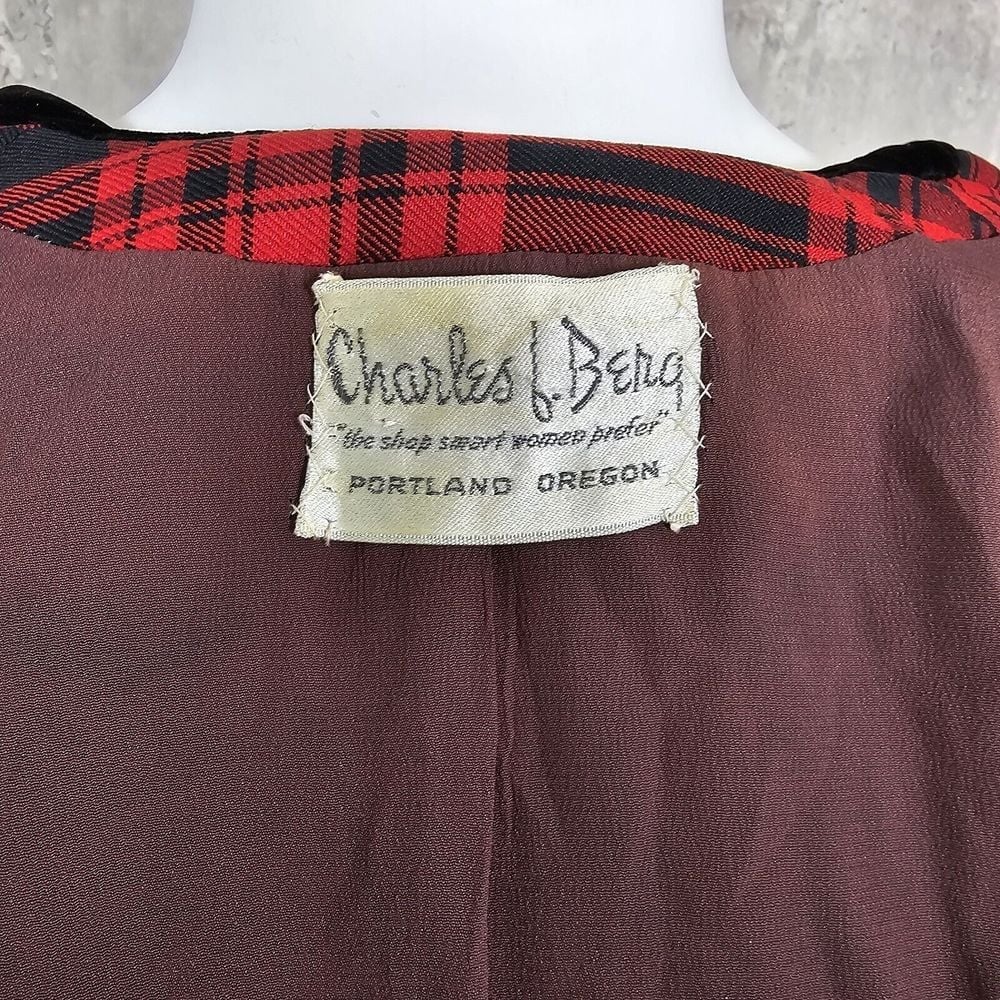 Charles f. Berg
"the shop smart women prefer"
PORTLAND OREGON